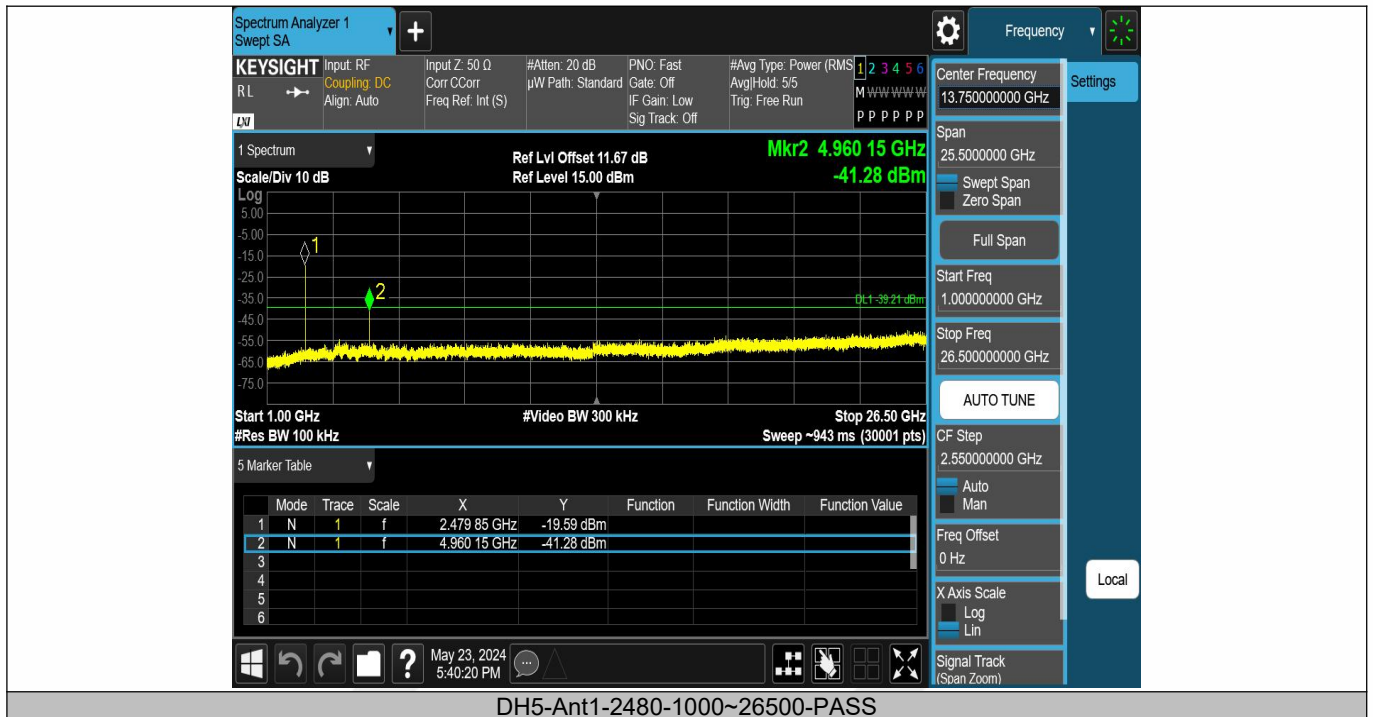 Spectrum Analyzer 1
Swept SA
+
Frequency
KEYSIGHT
RL
LXI
Input: RF
Coupling: DC
Align: Auto
Input Z: 50 Ω
Corr CCorr
Freq Ref: Int (S)
#Atten: 20 dB
µW Path: Standard
PNO: Fast
Gate: Off
IF Gain: Low
Sig Track: Off
#Avg Type: Power (RMS
Avg|Hold: 5/5
Trig: Free Run
1 2 3 4 5 6
M W W W W W
P P P P P P
1 Spectrum
Scale/Div 10 dB
Ref Lvl Offset 11.67 dB
Ref Level 15.00 dBm
Mkr2 4.960 15 GHz
-41.28 dBm
Log
5.00
-5.00
-15.0
-25.0
-35.0
-45.0
-55.0
-65.0
-75.0
1
2
DL1 -39.21 dBm
Start 1.00 GHz
#Video BW 300 kHz
Stop 26.50 GHz
#Res BW 100 kHz
Sweep ~943 ms (30001 pts)
5 Marker Table
Mode Trace Scale X Y Function Function Width Function Value
1 N 1 f 2.479 85 GHz -19.59 dBm
2 N 1 f 4.960 15 GHz -41.28 dBm
3
4
5
6
?
May 23, 2024
5:40:20 PM
Center Frequency
13.750000000 GHz
Settings
Span
25.5000000 GHz
Swept Span
Zero Span
Full Span
Start Freq
1.000000000 GHz
Stop Freq
26.500000000 GHz
AUTO TUNE
CF Step
2.550000000 GHz
Auto
Man
Freq Offset
0 Hz
Local
X Axis Scale
Log
Lin
Signal Track
(Span Zoom)
DH5-Ant1-2480-1000~26500-PASS